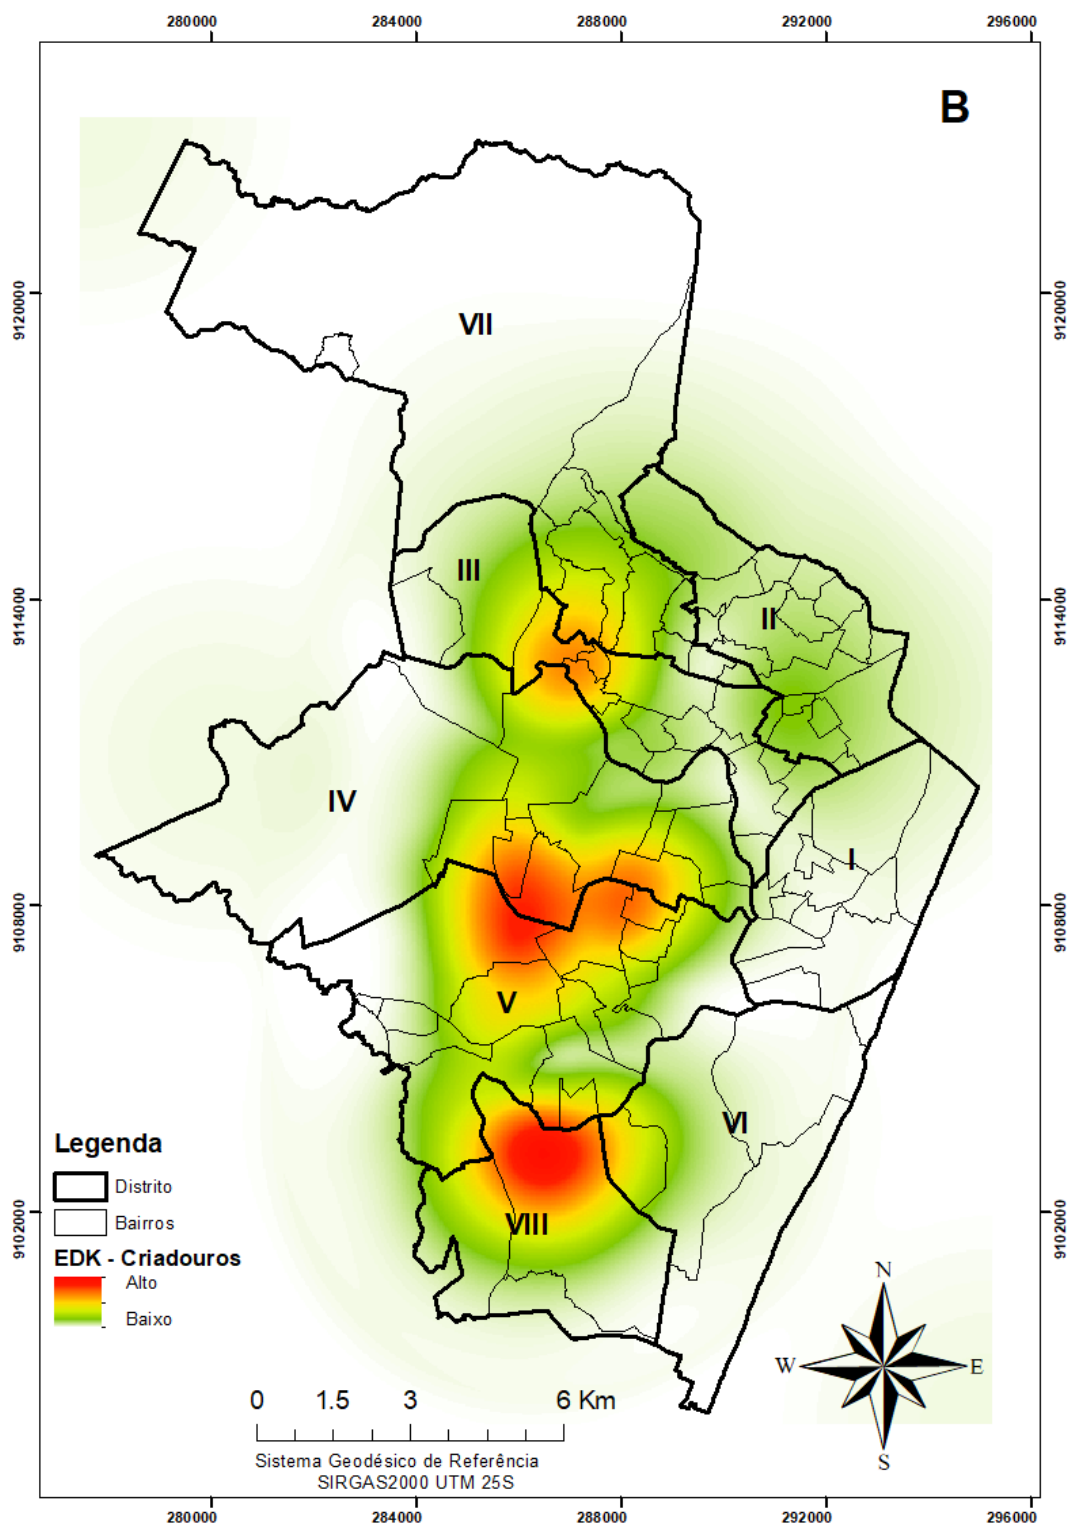 280000 284000 288000 292000 296000
B
9120000 9120000
VII
III
II
9114000 9114000
IV
I
9108000 9108000
V
VI
VIII
9102000 9102000
Legenda
Distrito
Bairros
EDK - Criadouros
Alto
Baixo
N
W E
S
0 1.5 3 6 Km
Sistema Geodésico de Referência
SIRGAS2000 UTM 25S
280000 284000 288000 292000 296000